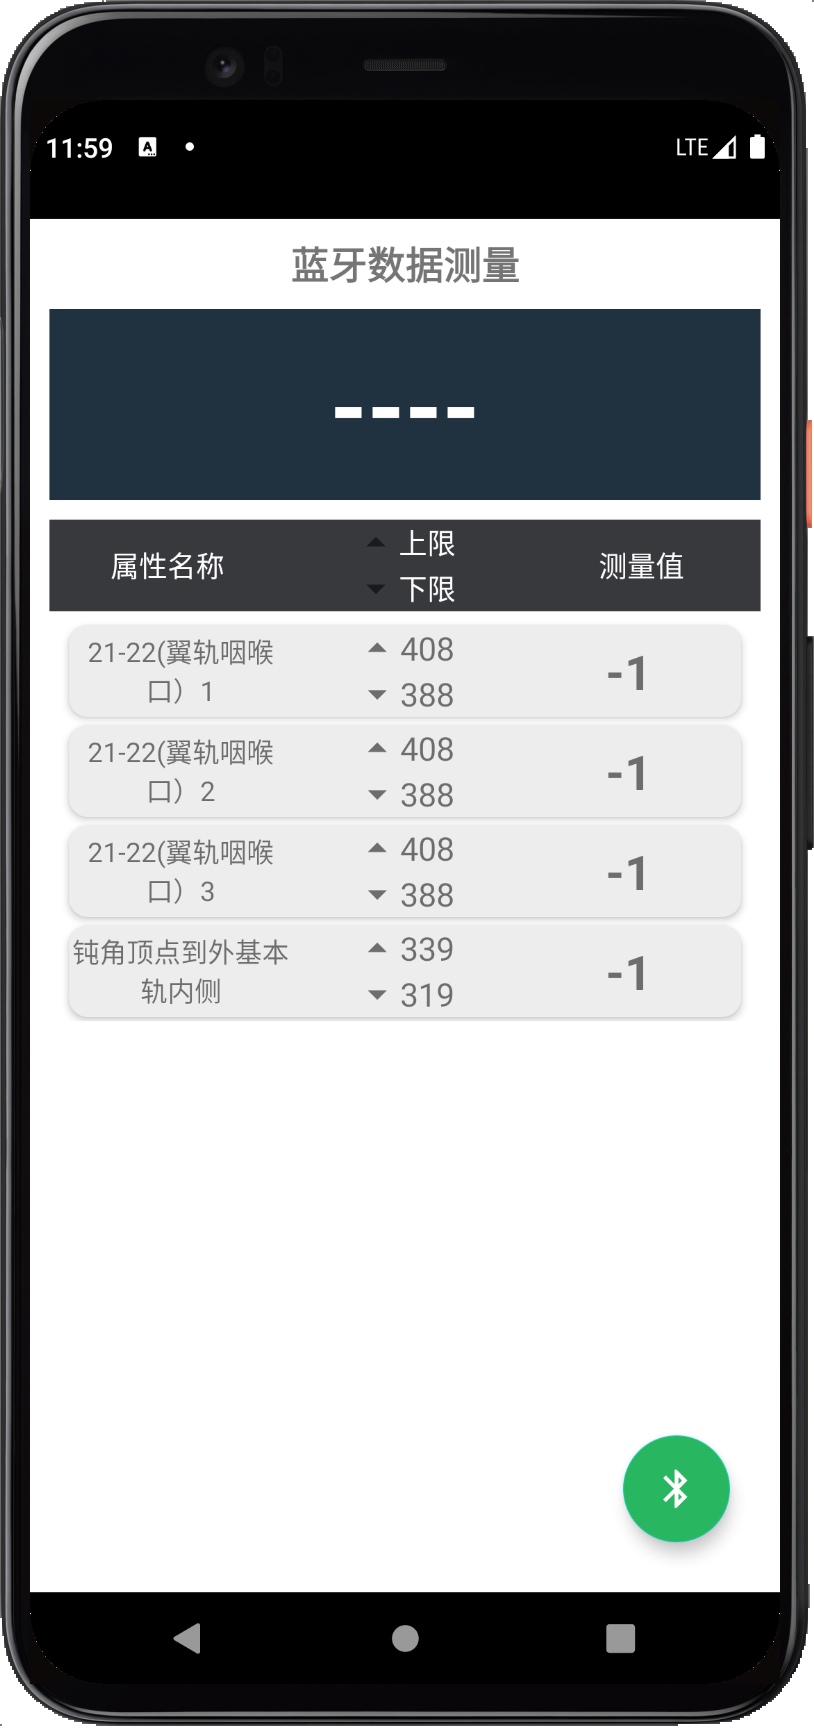 11:59
LTE
蓝牙数据测量
----
属性名称
上限
下限
测量值
21-22(翼轨咽喉
口）1
408
388
-1
21-22(翼轨咽喉
口）2
408
388
-1
21-22(翼轨咽喉
口）3
408
388
-1
钝角顶点到外基本
轨内侧
339
319
-1